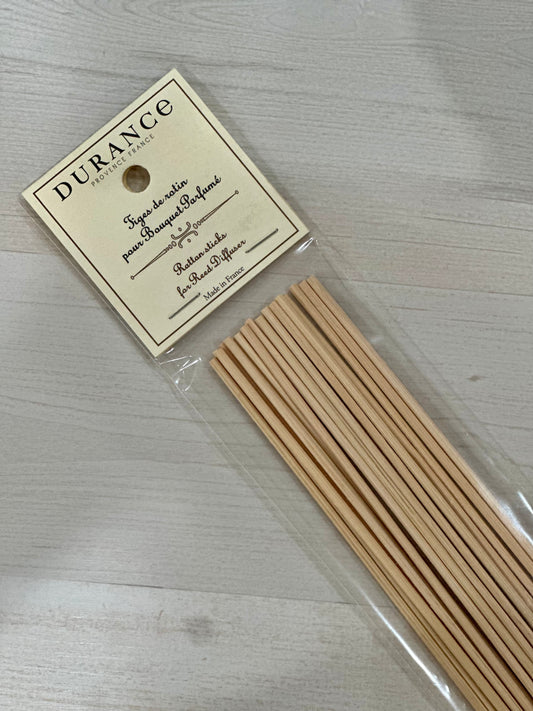 DURANCe
PROVENCE FRANCE
Tiges de rotin
pour Bouquet Parfumé
Rattan sticks
for Reed Diffuser
Made in France